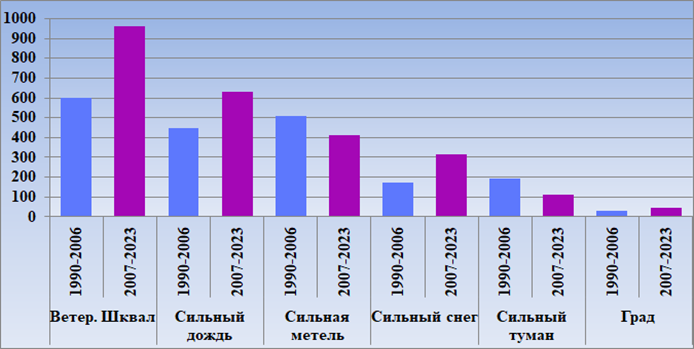 1000
900
800
700
600
500
400
300
200
100
0
1990-2006
2007-2023
1990-2006
2007-2023
1990-2006
2007-2023
1990-2006
2007-2023
1990-2006
2007-2023
1990-2006
2007-2023
Ветер. Шквал
Сильный
дождь
Сильная
метель
Сильный снег
Сильный
туман
Град